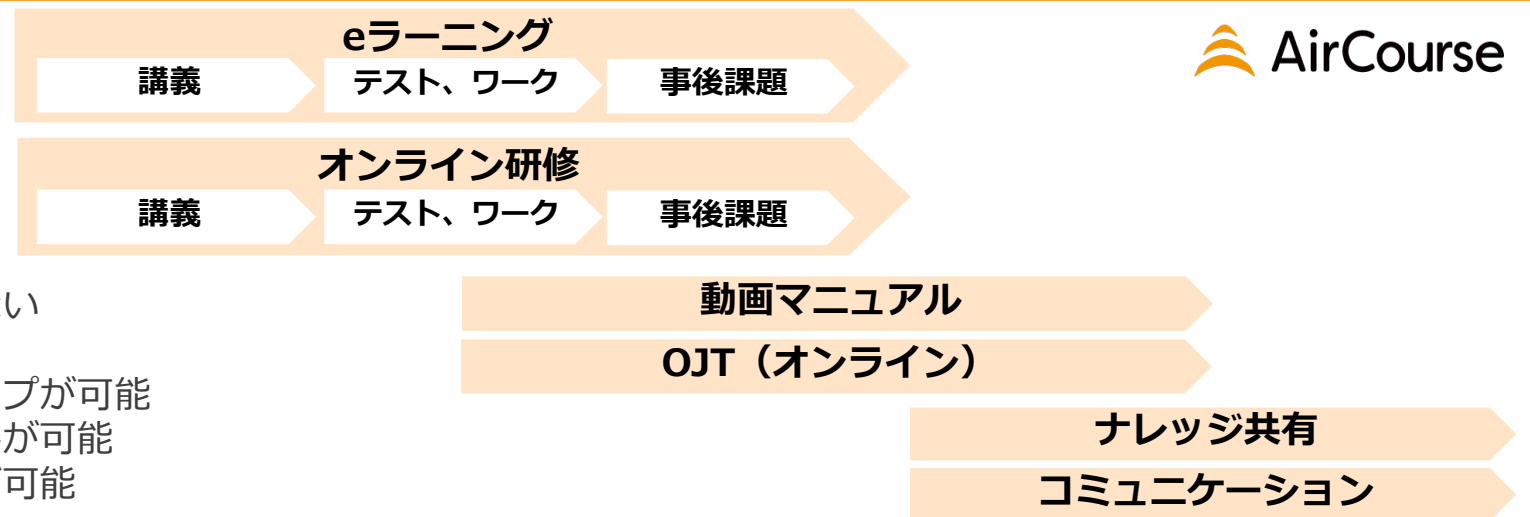 eラーニング
AirCourse
講義
テスト、ワーク
事後課題
オンライン研修
講義
テスト、ワーク
事後課題
動画マニュアル
い
OJT（オンライン）
プが可能
が可能
可能
ナレッジ共有
コミュニケーション